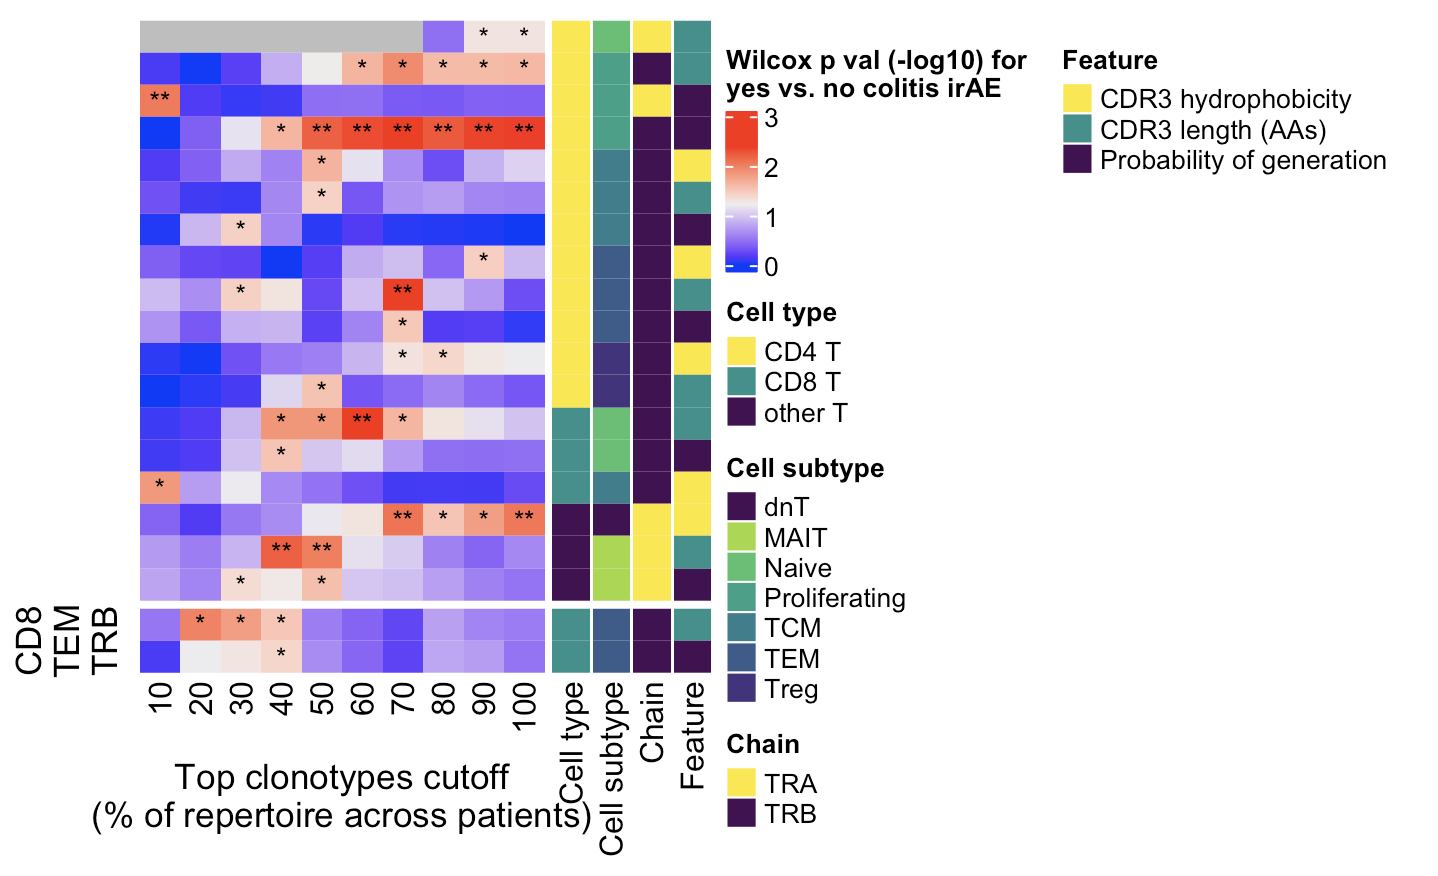 * *
* * * * *
**
* ** ** ** ** ** **
*
*
*
*
* **
*
* *
*
* * ** *
*
*
** * * **
** **
* *
* * *
*
CD8
TEM
TRB
10 20 30 40 50 60 70 80 90 100
Cell type
Cell subtype
Chain
Feature
Top clonotypes cutoff
(% of repertoire across patients)
Wilcox p val (-log10) for
yes vs. no colitis irAE
3
2
1
0
Cell type
CD4 T
CD8 T
other T
Cell subtype
dnT
MAIT
Naive
Proliferating
TCM
TEM
Treg
Chain
TRA
TRB
Feature
CDR3 hydrophobicity
CDR3 length (AAs)
Probability of generation